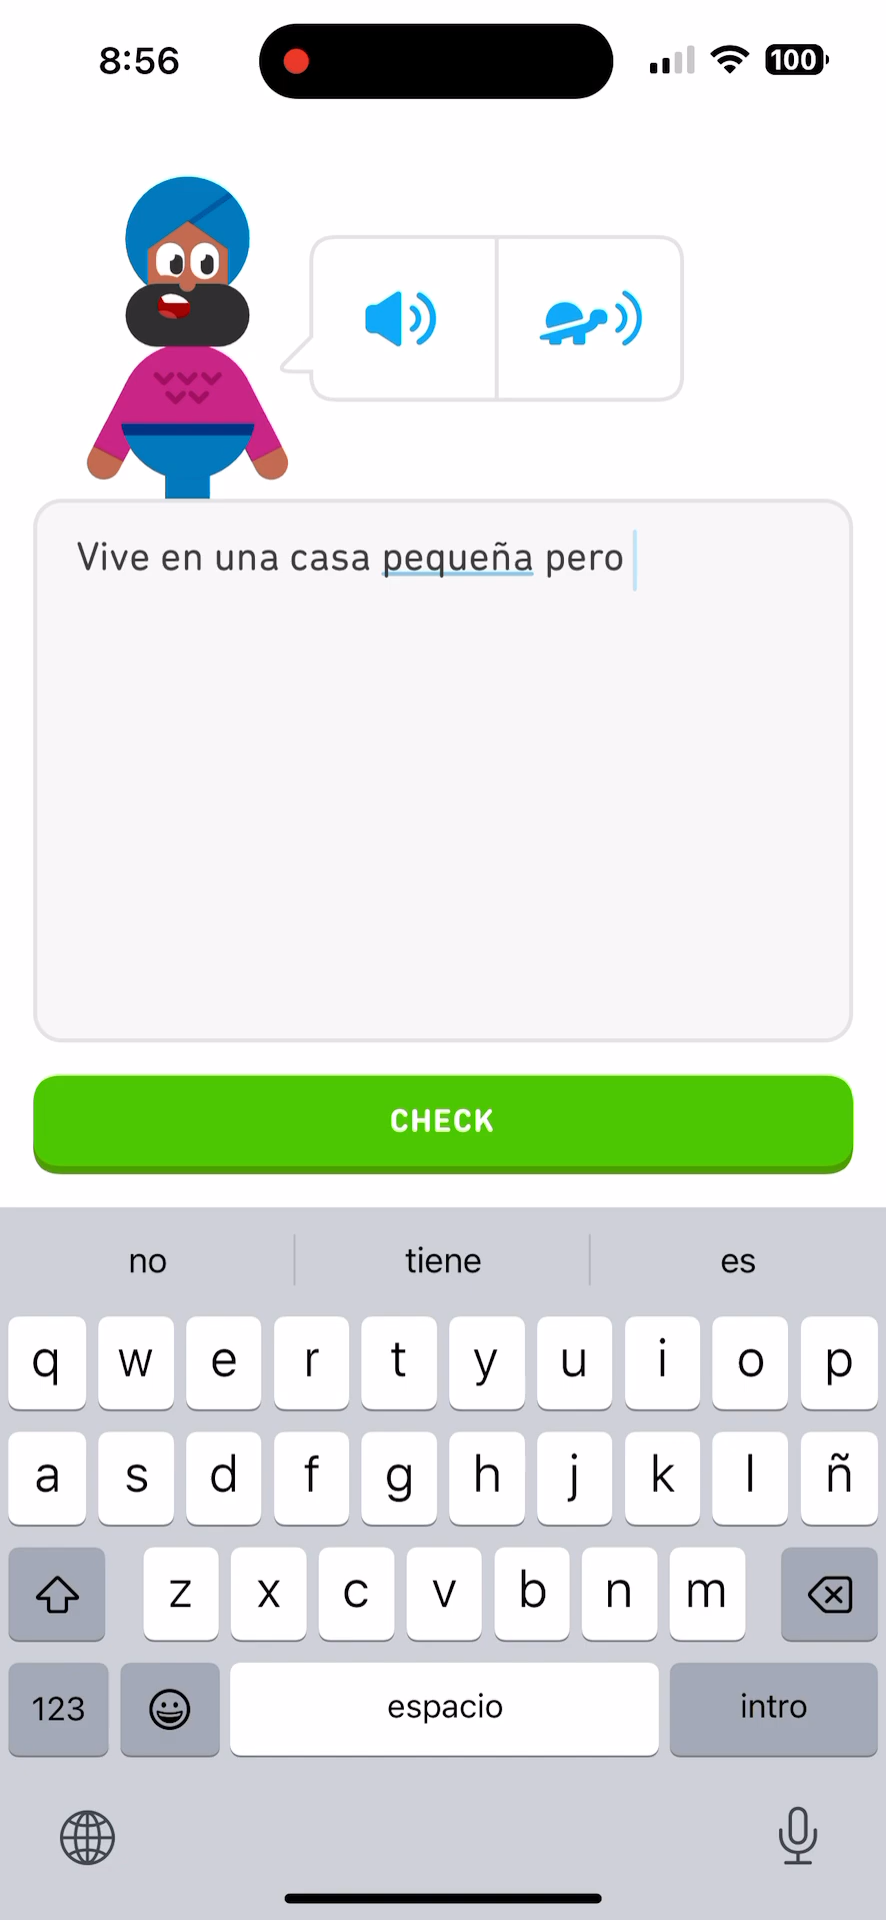 8:56
100
Vive en una casa pequeña pero
CHECK
no tiene es
q w e r t y u i o p
a s d f g h j k l ñ
z x c v b n m
123 espacio intro